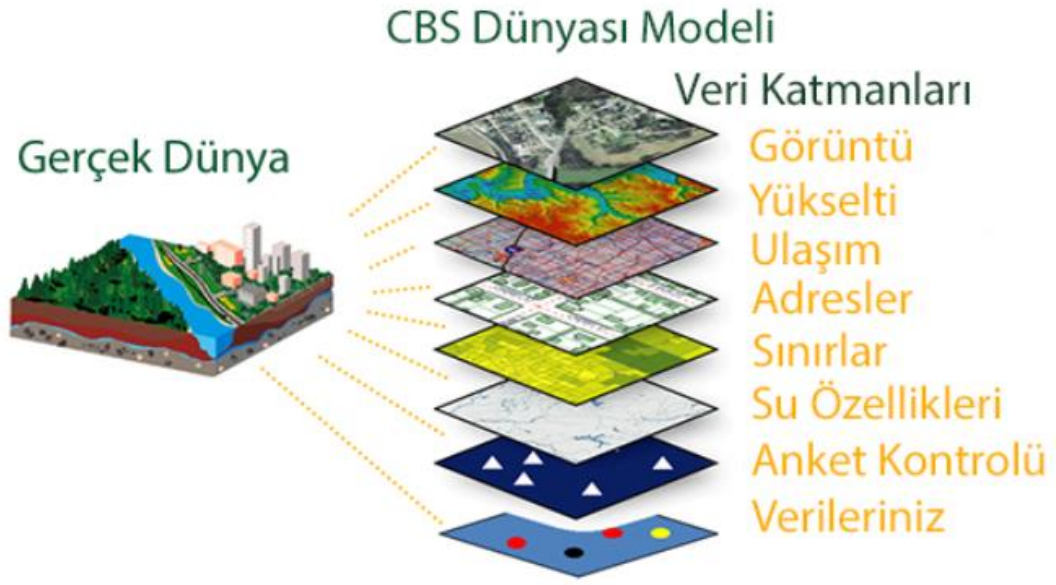 CBS Dünyası Modeli
Veri Katmanları
Gerçek Dünya
Görüntü
Yükselti
Ulaşım
Adresler
Sınırlar
Su Özellikleri
Anket Kontrolü
Verileriniz